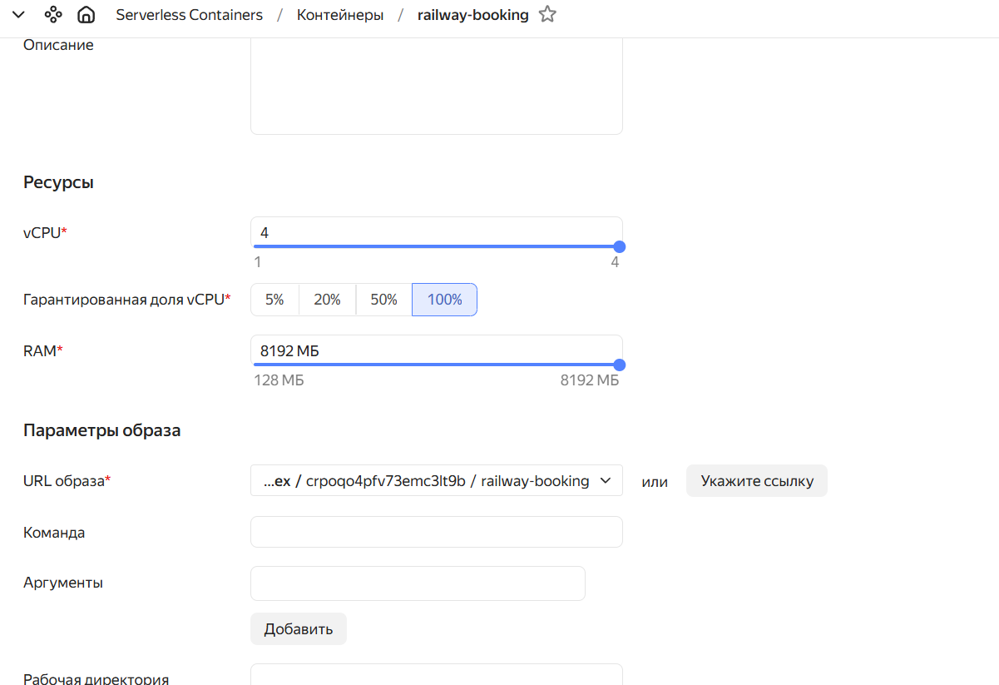 Serverless Containers / Контейнеры / railway-booking
Описание
Ресурсы
vCPU*
4
1 4
Гарантированная доля vCPU* 5% 20% 50% 100%
RAM*
8192 МБ
128 МБ 8192 МБ
Параметры образа
URL образа* ...ex / crpoqo4pfv73emc3lt9b / railway-booking или Укажите ссылку
Команда
Аргументы
Добавить
Рабочая директория